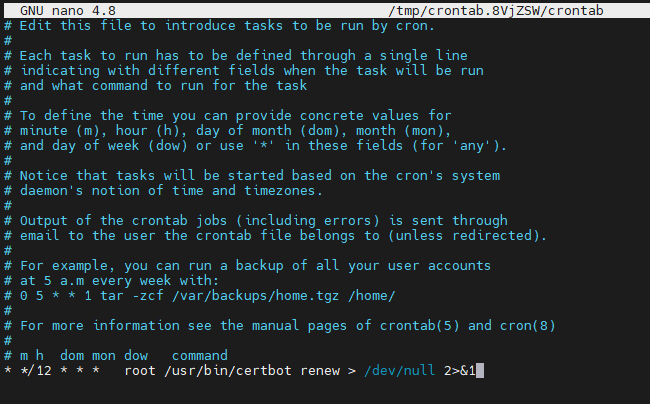 GNU nano 4.8 /tmp/crontab.8VjZSW/crontab
# Edit this file to introduce tasks to be run by cron.
#
# Each task to run has to be defined through a single line
# indicating with different fields when the task will be run
# and what command to run for the task
#
# To define the time you can provide concrete values for
# minute (m), hour (h), day of month (dom), month (mon),
# and day of week (dow) or use '*' in these fields (for 'any').
#
# Notice that tasks will be started based on the cron's system
# daemon's notion of time and timezones.
#
# Output of the crontab jobs (including errors) is sent through
# email to the user the crontab file belongs to (unless redirected).
#
# For example, you can run a backup of all your user accounts
# at 5 a.m every week with:
# 0 5 * * 1 tar -zcf /var/backups/home.tgz /home/
#
# For more information see the manual pages of crontab(5) and cron(8)
#
# m h  dom mon dow   command
* */12 * * *   root /usr/bin/certbot renew > /dev/null 2>&1